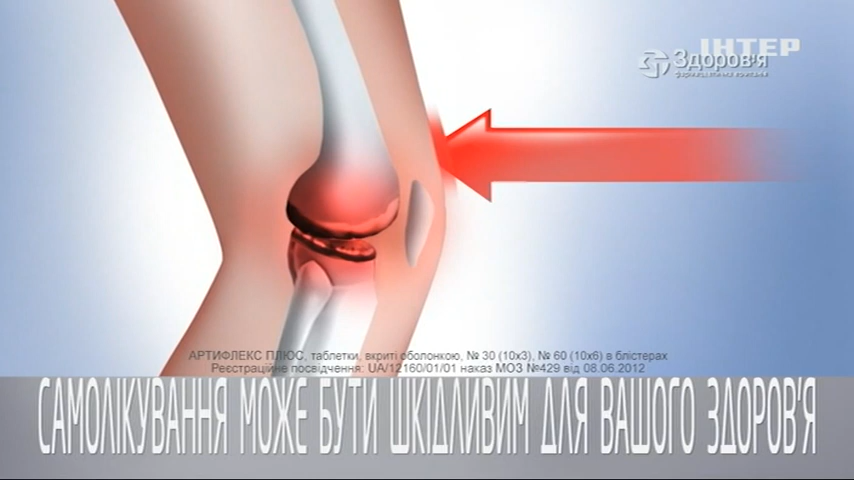 ІНТЕР
Здоров'я
фармацевтична компанія
АРТИФЛЕКС ПЛЮС, таблетки, вкриті оболонкою, № 30 (10х3), № 60 (10х6) в блістерах
Реєстраційне посвідчення: UA/12160/01/01 наказ МОЗ №429 від 08.06.2012
САМОЛІКУВАННЯ МОЖЕ БУТИ ШКІДЛИВИМ ДЛЯ ВАШОГО ЗДОРОВ'Я